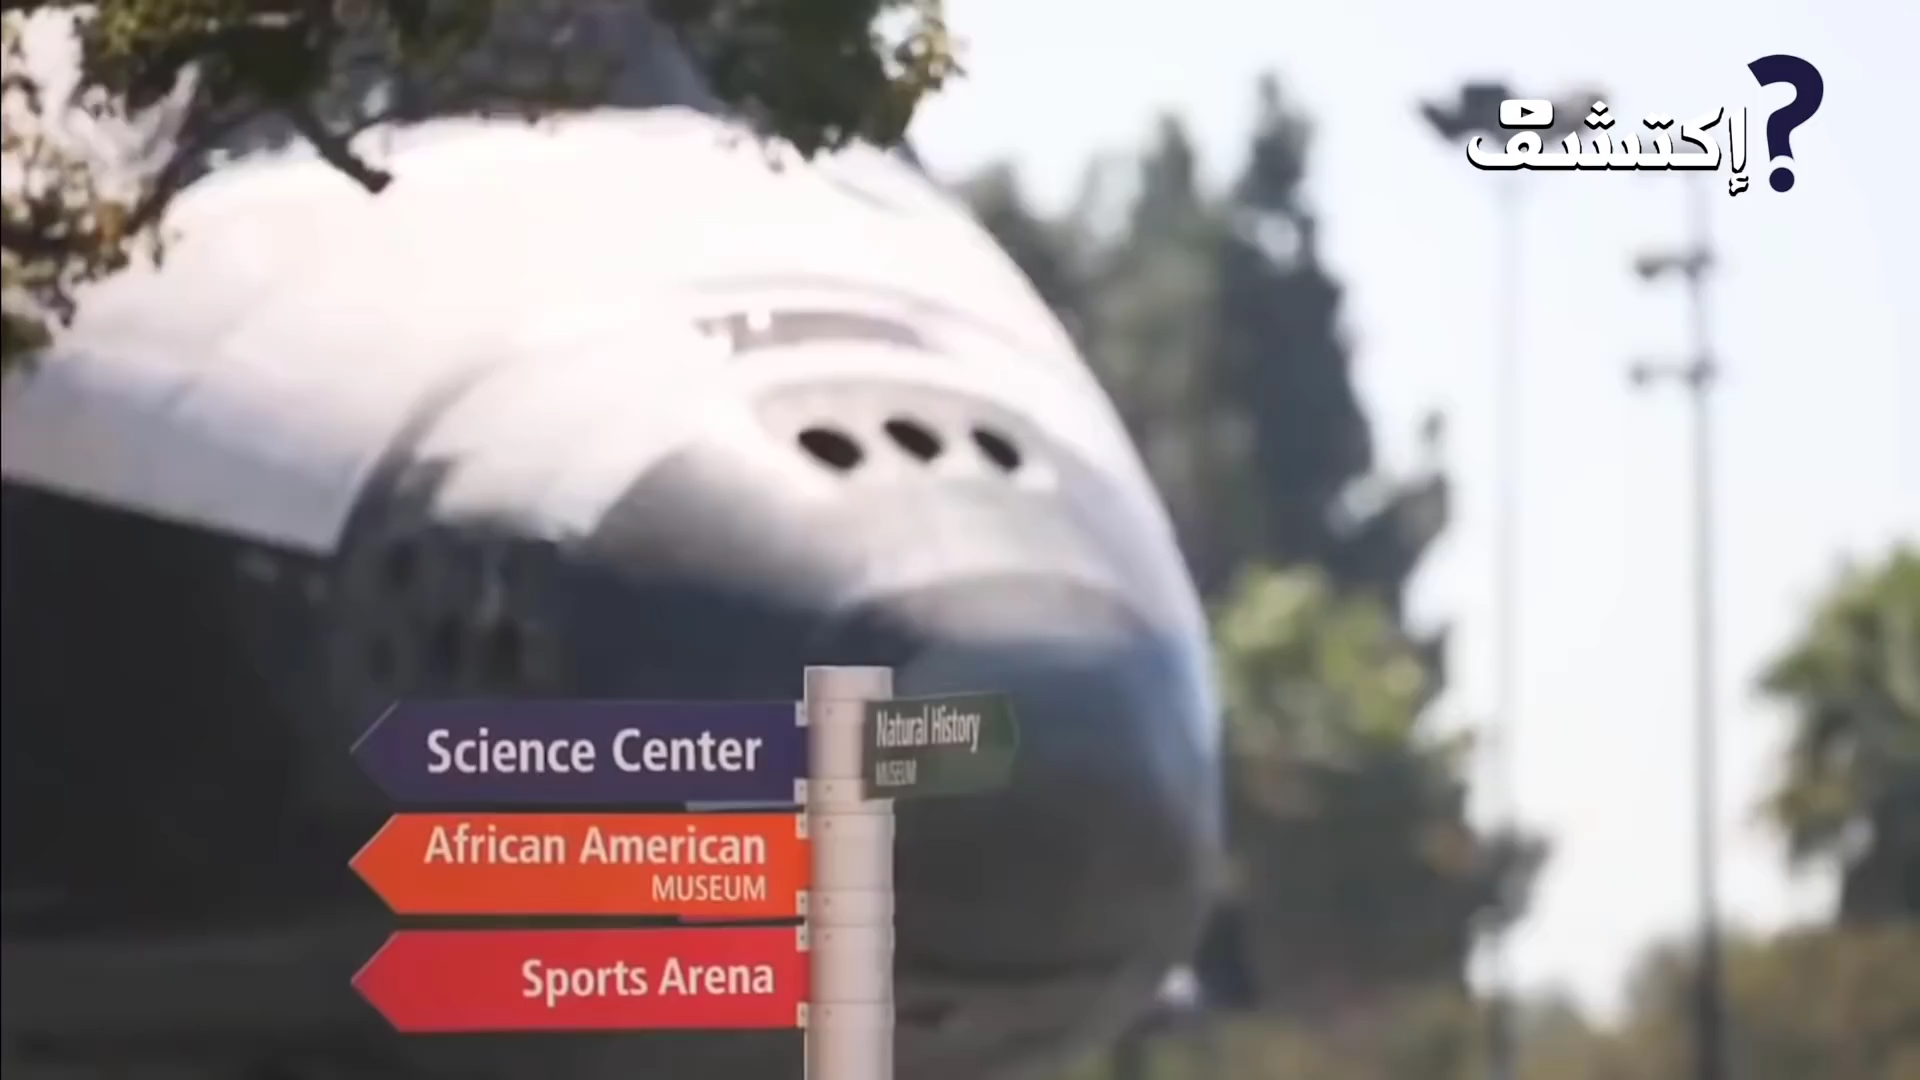 إكتشف؟
Science Center
Natural History
MUSEUM
African American
MUSEUM
Sports Arena